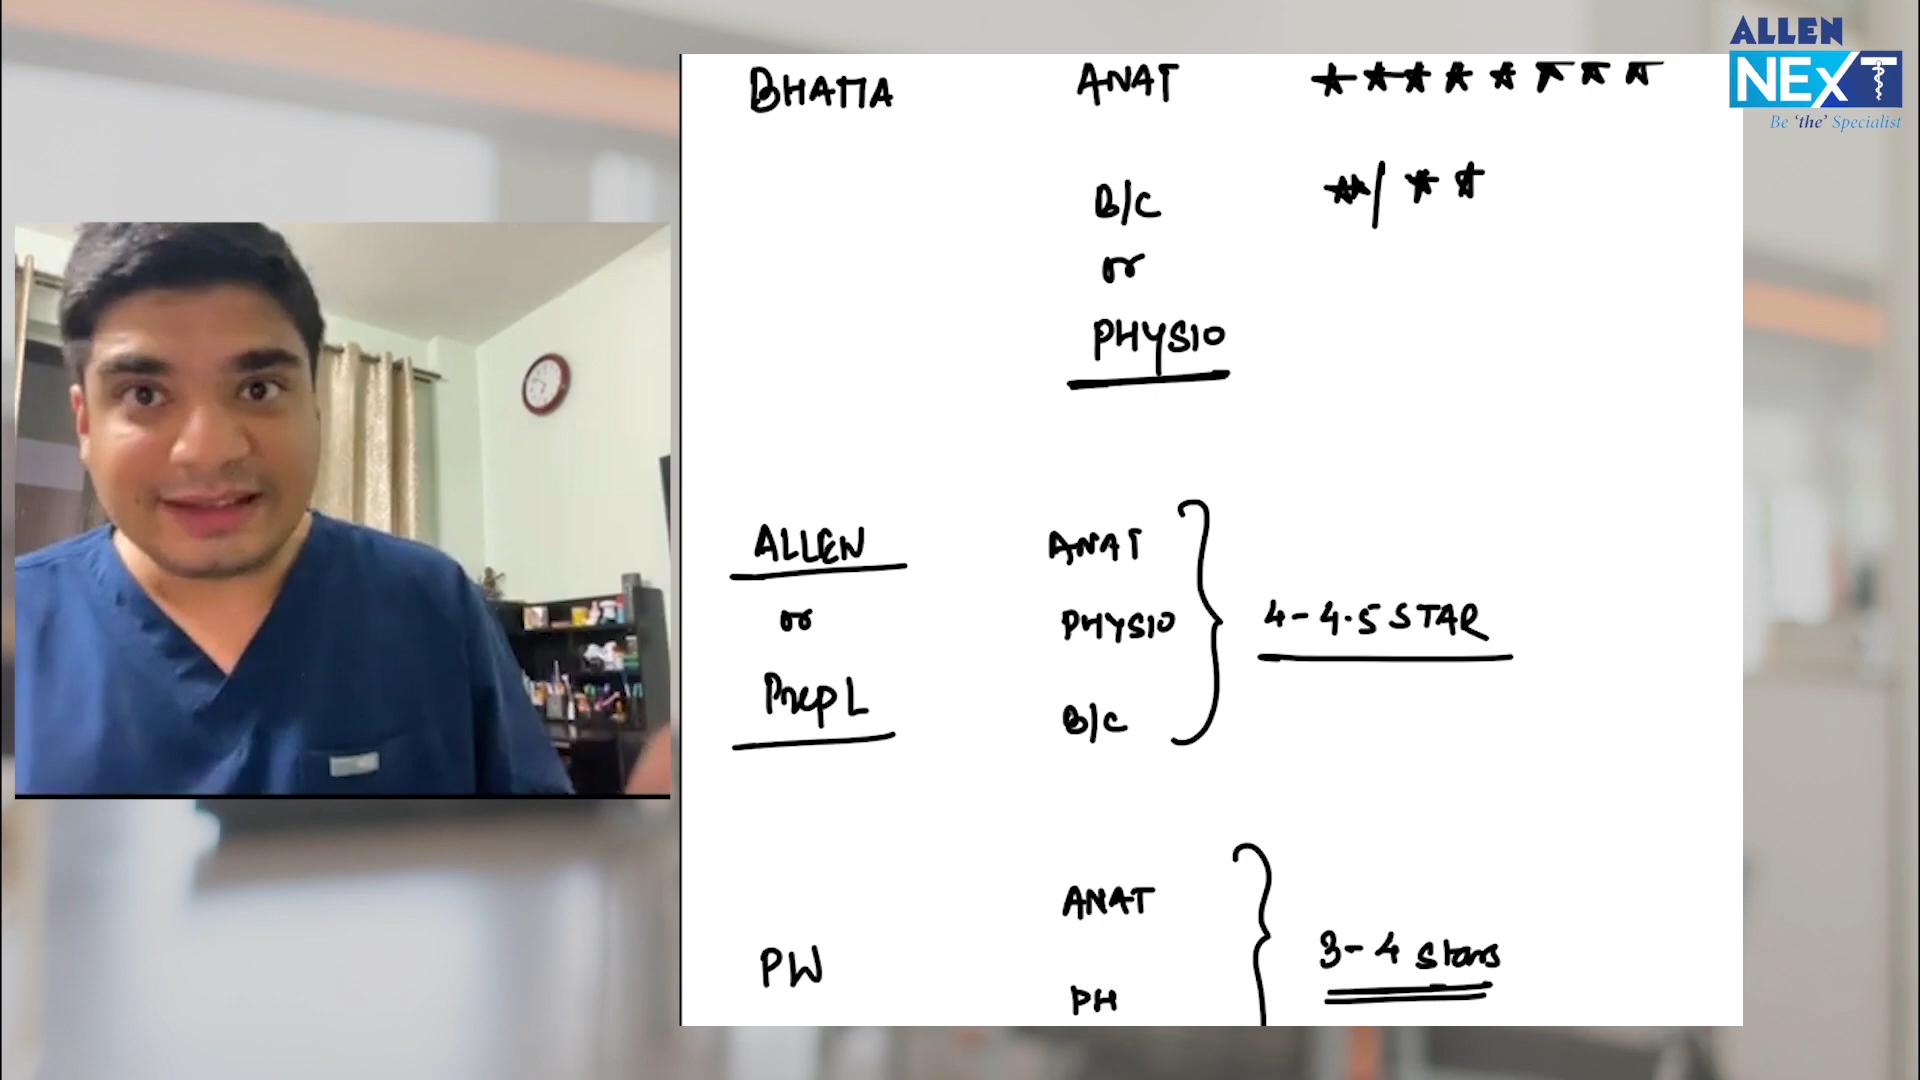 ALLEN
NEXT
Be 'the' Specialist
BHATIA ANAT
B/C
or
PHYSIO
ALLEN ANAT
or PHYSIO 4-4.5 STAR
PrepL B/C
ANAT
PW 3-4 stars
PH